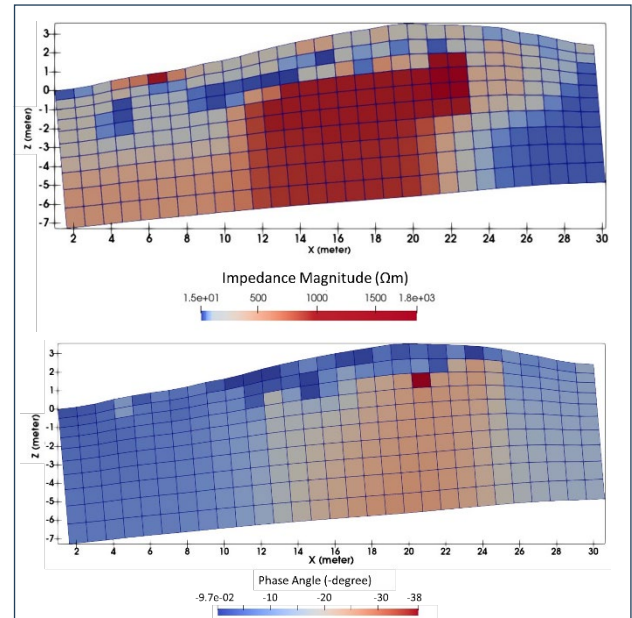 3
2
1
0
-1
-2
-3
-4
-5
-6
-7
Z (meter)
2 4 6 8 10 12 14 16 18 20 22 24 26 28 30
X (meter)
Impedance Magnitude (Ωm)
1.5e+01 500 1000 1500 1.8e+03
3
2
1
0
-1
-2
-3
-4
-5
-6
-7
Z (meter)
2 4 6 8 10 12 14 16 18 20 22 24 26 28 30
X (meter)
Phase Angle (-degree)
-9.7e-02 -10 -20 -30 -38